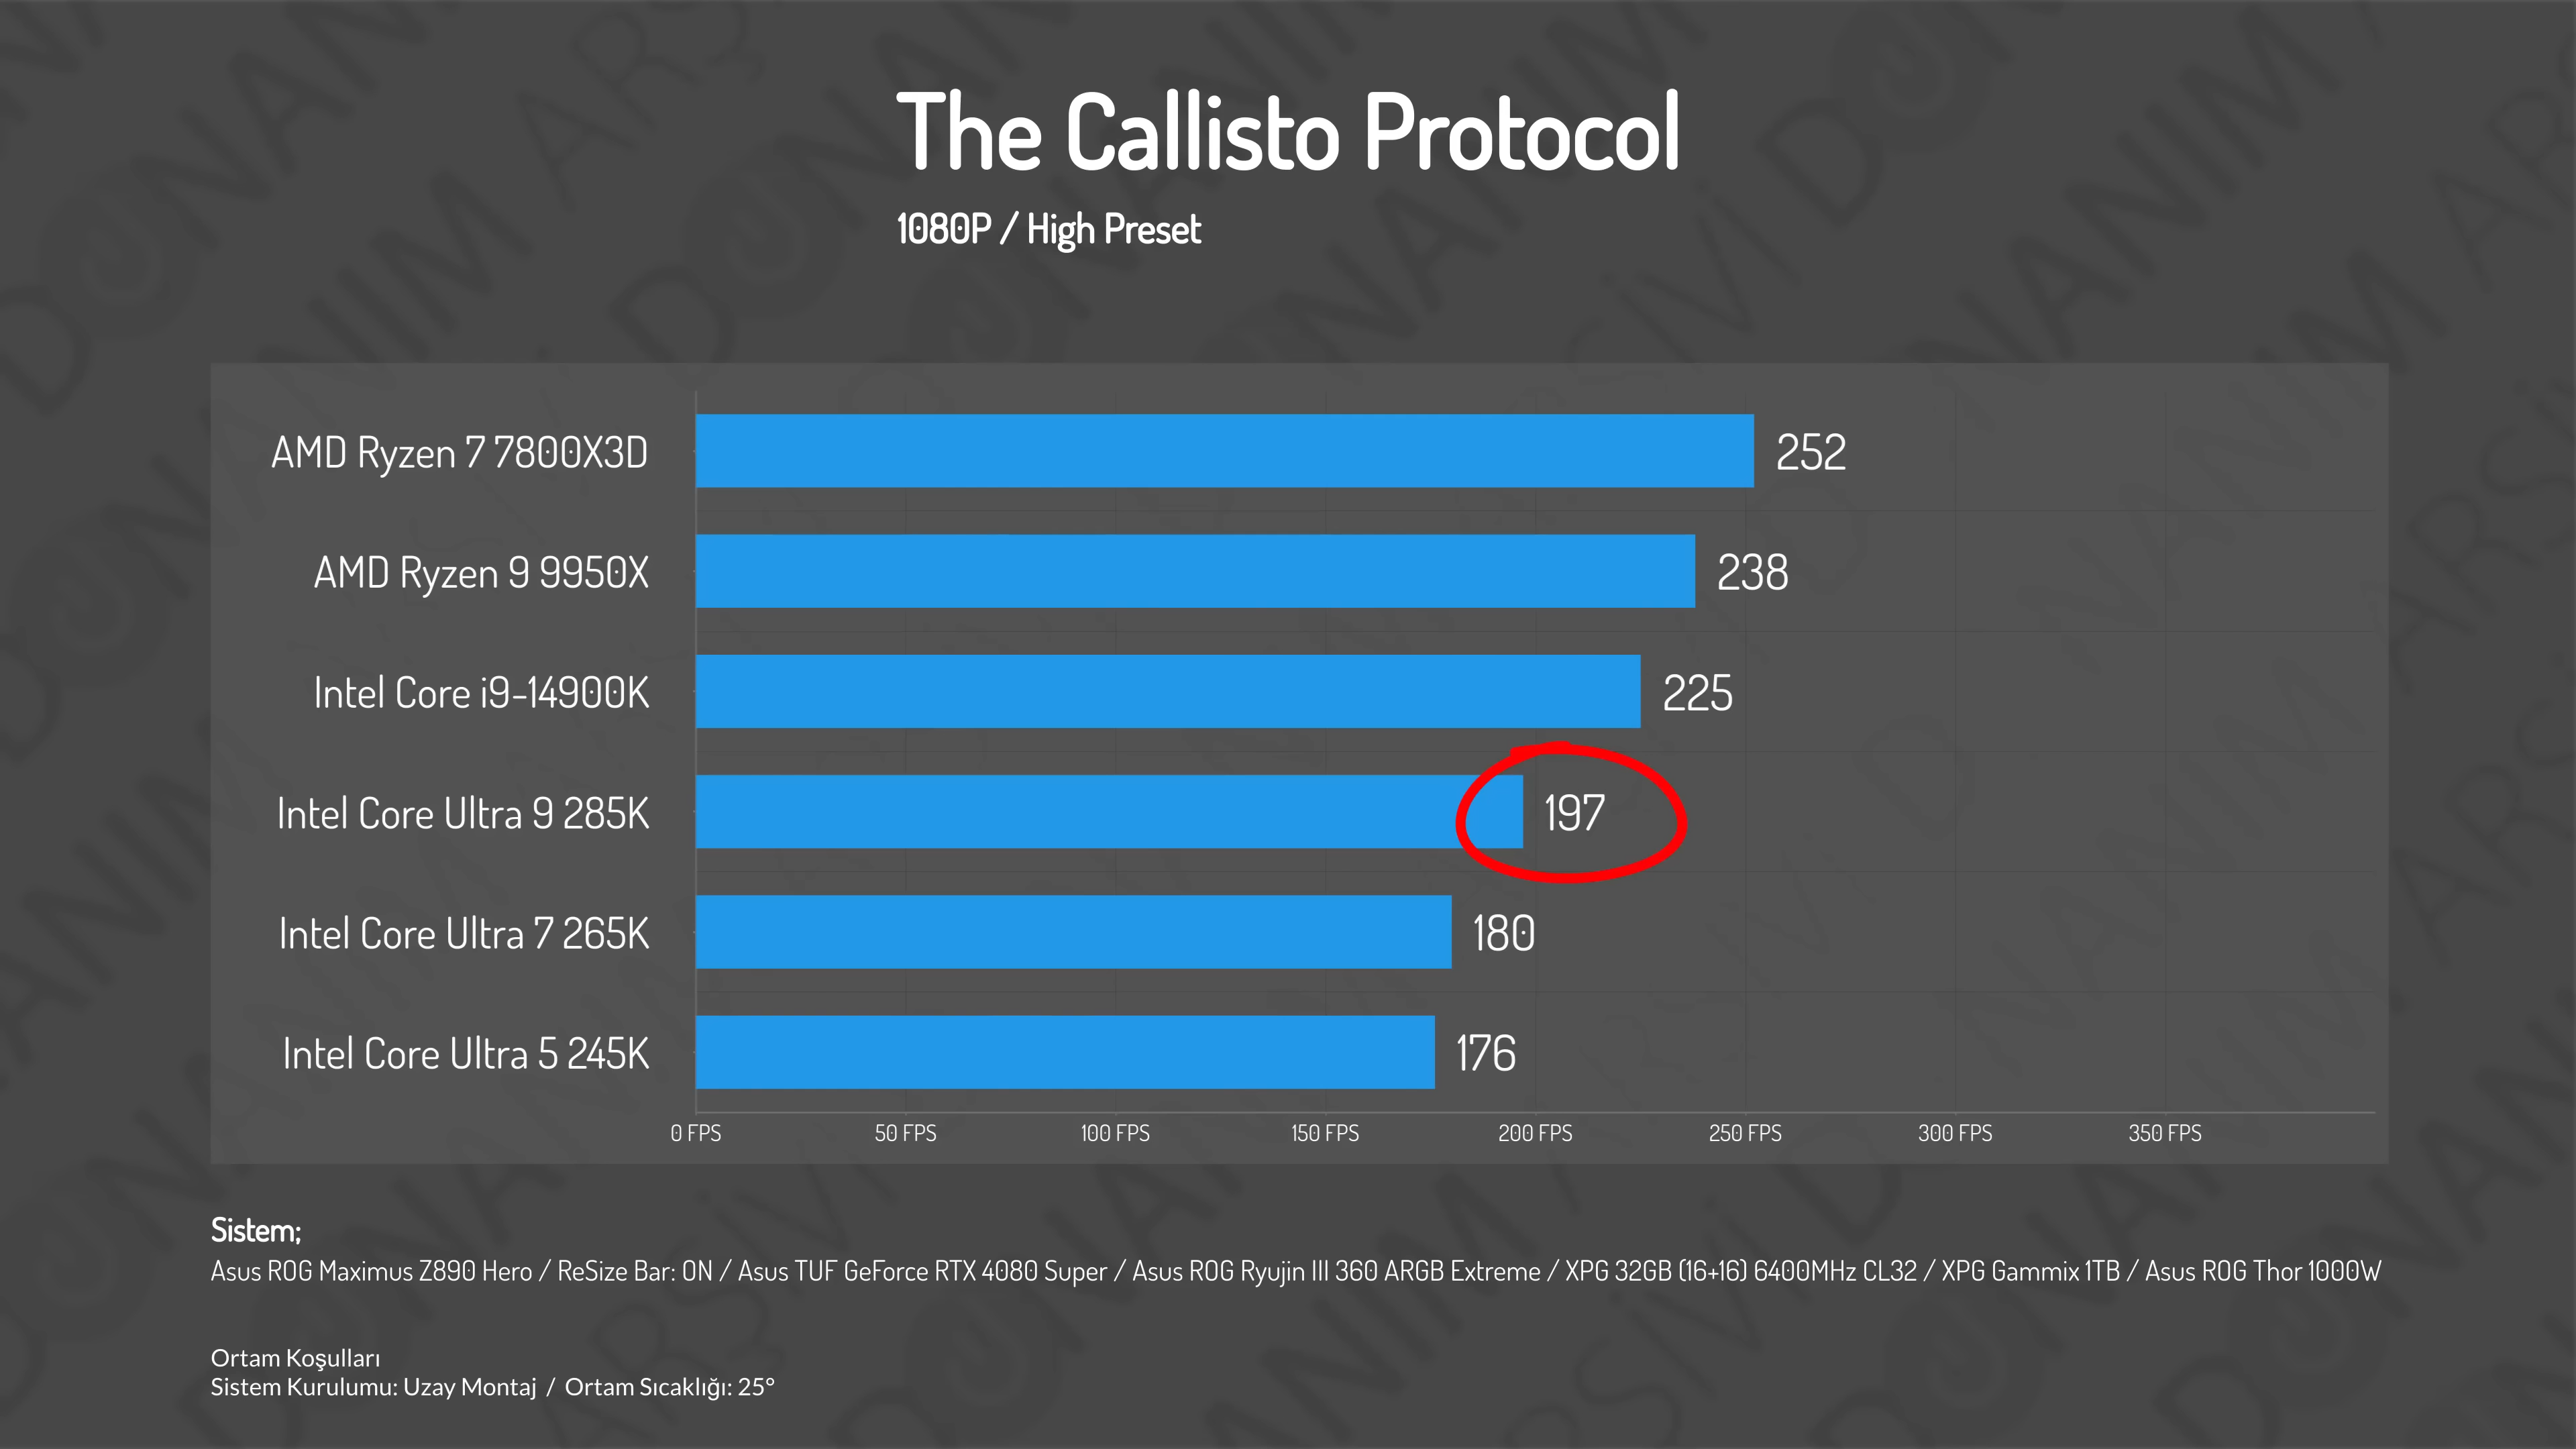 The Callisto Protocol
1080P / High Preset
AMD Ryzen 7 7800X3D 252
AMD Ryzen 9 9950X 238
Intel Core i9-14900K 225
Intel Core Ultra 9 285K 197
Intel Core Ultra 7 265K 180
Intel Core Ultra 5 245K 176
0 FPS 50 FPS 100 FPS 150 FPS 200 FPS 250 FPS 300 FPS 350 FPS
Sistem;
Asus ROG Maximus Z890 Hero / ReSize Bar: ON / Asus TUF GeForce RTX 4080 Super / Asus ROG Ryujin III 360 ARGB Extreme / XPG 32GB (16+16) 6400MHz CL32 / XPG Gammix 1TB / Asus ROG Thor 1000W
Ortam Koşulları
Sistem Kurulumu: Uzay Montaj / Ortam Sıcaklığı: 25°
DONANIM ARŞİVİ